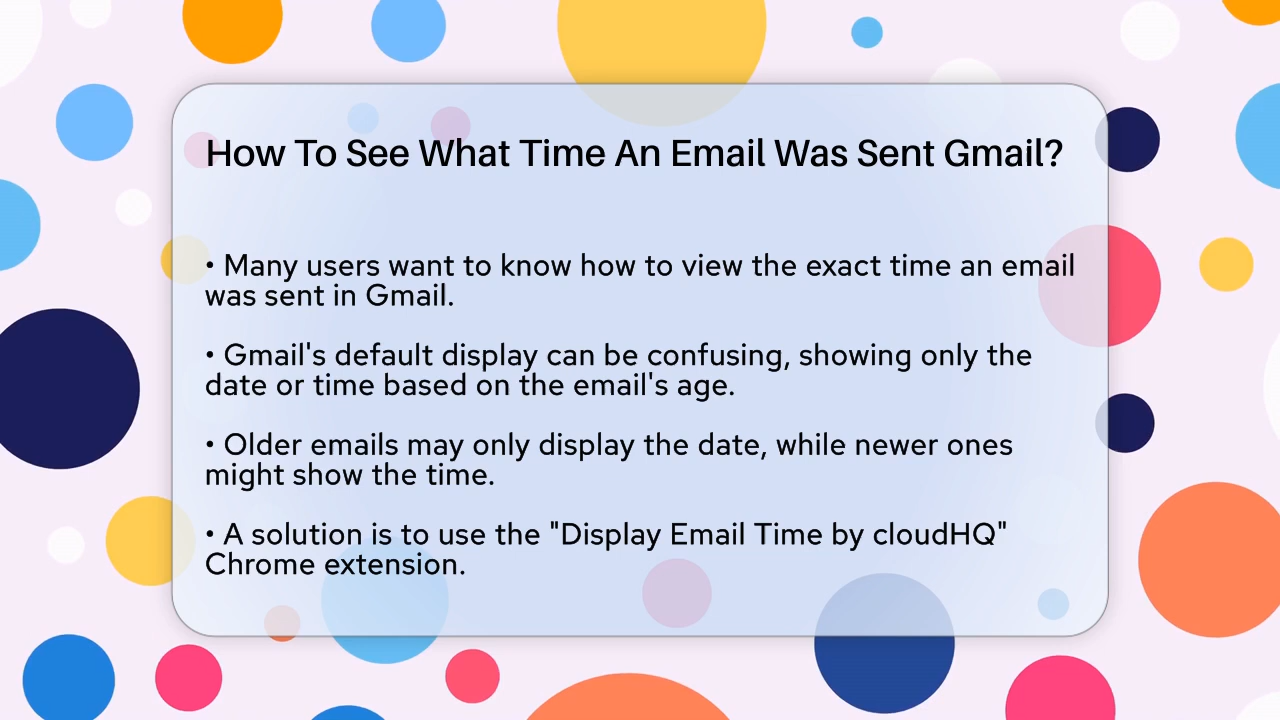 How To See What Time An Email Was Sent Gmail?
• Many users want to know how to view the exact time an email
was sent in Gmail.
• Gmail's default display can be confusing, showing only the
date or time based on the email's age.
• Older emails may only display the date, while newer ones
might show the time.
• A solution is to use the "Display Email Time by cloudHQ"
Chrome extension.